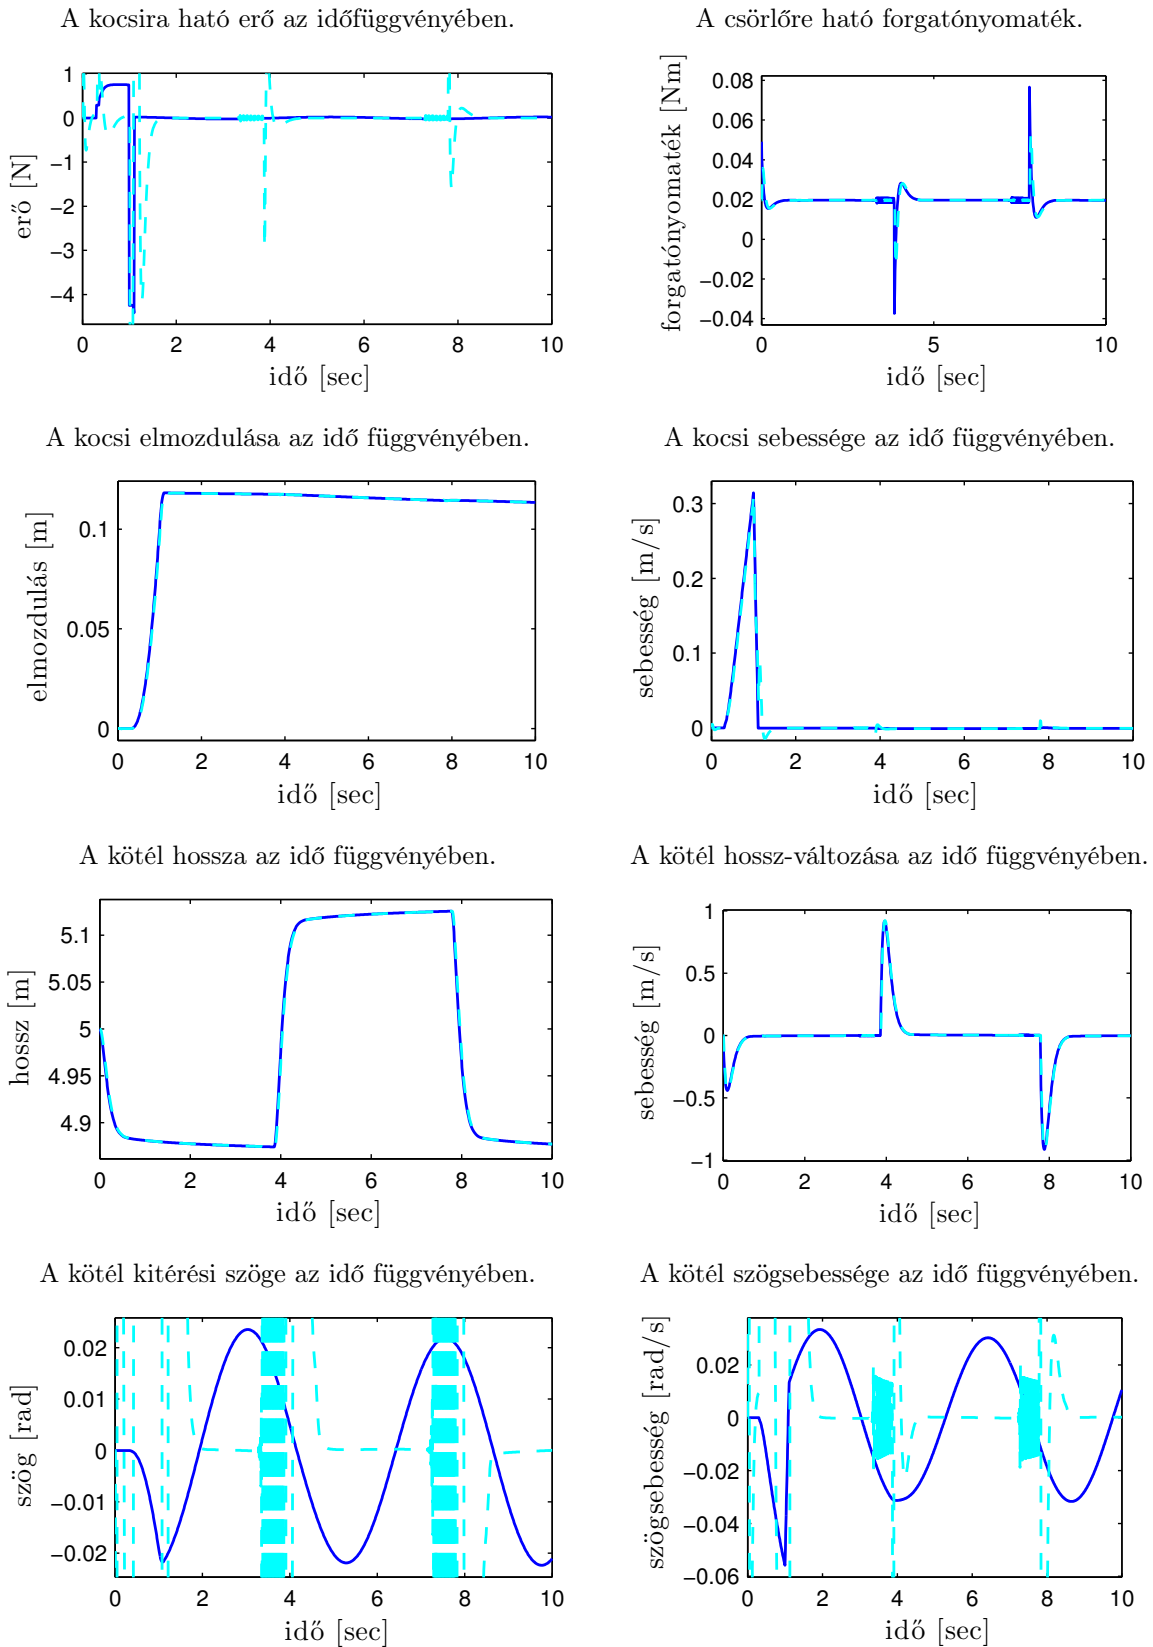 A kocsira ható erő az időfüggvényében.
A csörlőre ható forgatónyomaték.
1
0
−1
−2
−3
−4
erő [N]
0 2 4 6 8 10
idő [sec]
0.08
0.06
0.04
0.02
0
−0.02
−0.04
forgatónyomaték [Nm]
0 5 10
idő [sec]
A kocsi elmozdulása az idő függvényében.
A kocsi sebessége az idő függvényében.
0.1
0.05
0
elmozdulás [m]
0 2 4 6 8 10
idő [sec]
0.3
0.2
0.1
0
sebesség [m/s]
0 2 4 6 8 10
idő [sec]
A kötél hossza az idő függvényében.
A kötél hossz-változása az idő függvényében.
5.1
5.05
5
4.95
4.9
hossz [m]
0 2 4 6 8 10
idő [sec]
1
0.5
0
−0.5
−1
sebesség [m/s]
0 2 4 6 8 10
idő [sec]
A kötél kitérési szöge az idő függvényében.
A kötél szögsebessége az idő függvényében.
0.02
0.01
0
−0.01
−0.02
szög [rad]
0 2 4 6 8 10
idő [sec]
0.02
0
−0.02
−0.04
−0.06
szögsebesség [rad/s]
0 2 4 6 8 10
idő [sec]